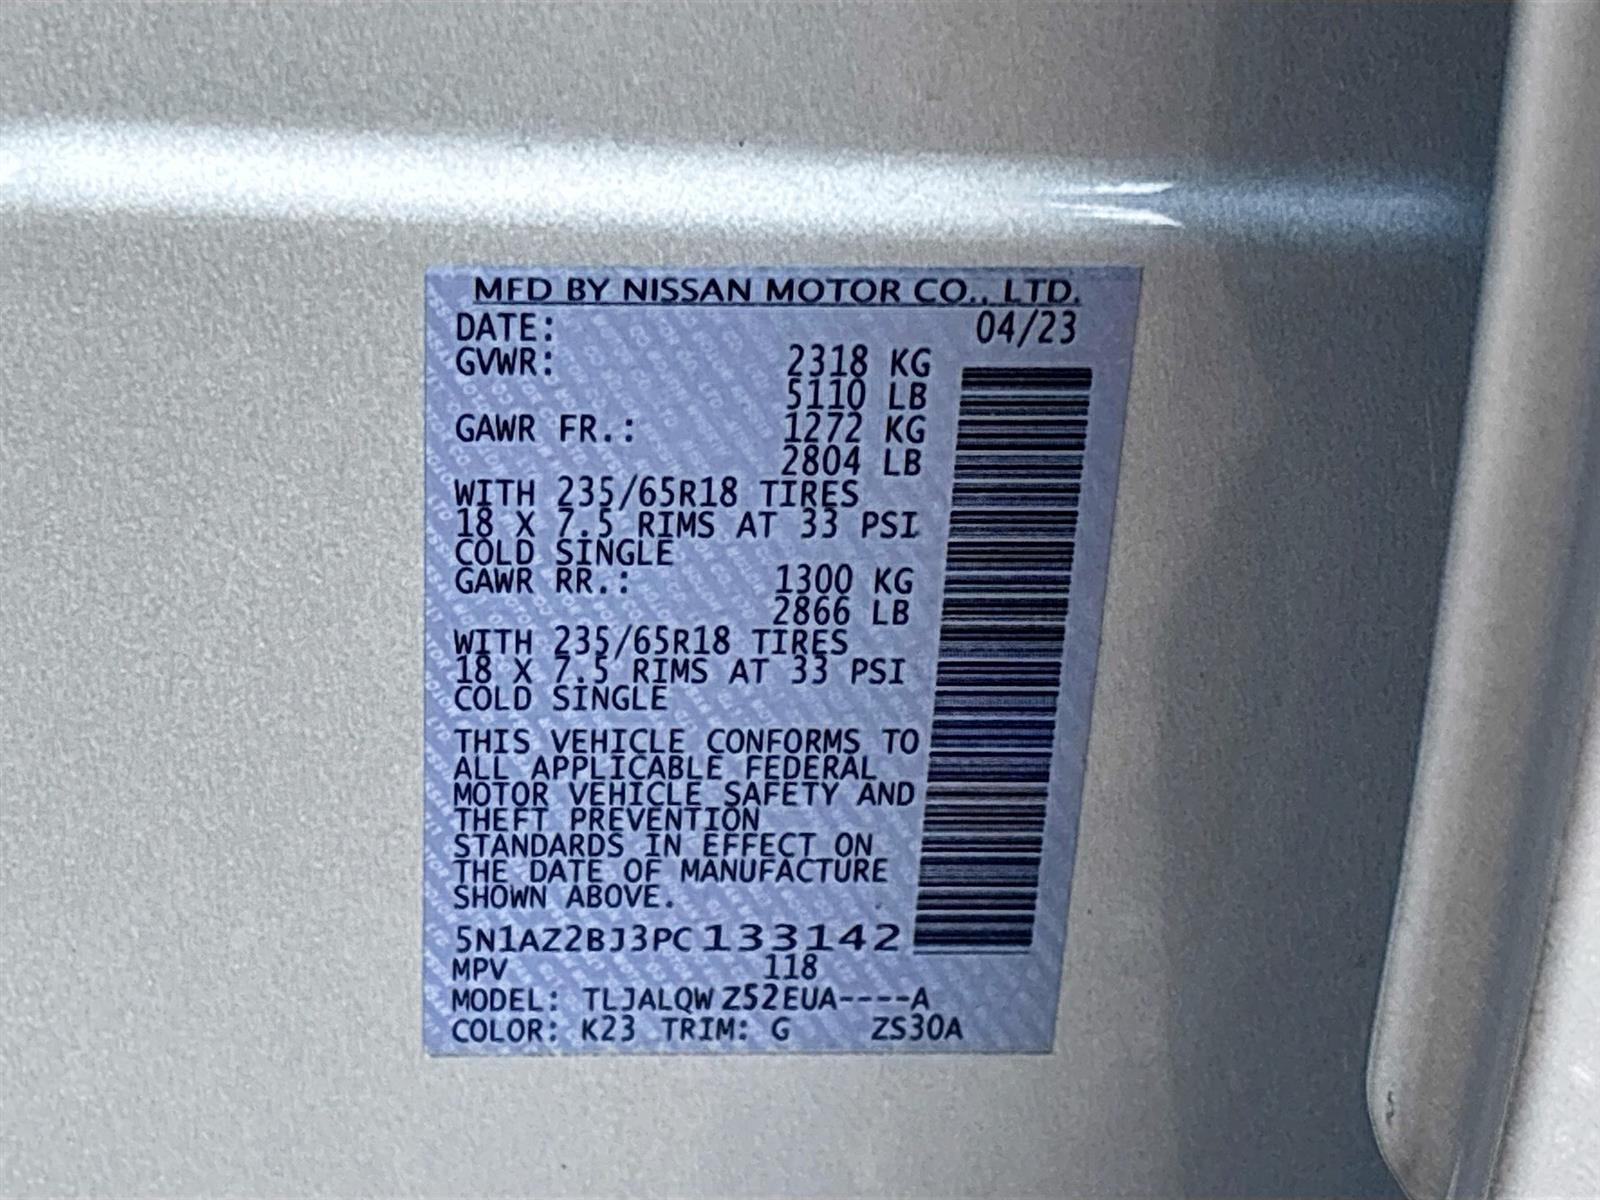 MFD BY NISSAN MOTOR CO., LTD.
DATE: 04/23
GVWR: 2318 KG
5110 LB
GAWR FR.: 1272 KG
2804 LB
WITH 235/65R18 TIRES
18 X 7.5 RIMS AT 33 PSI
COLD SINGLE
GAWR RR.: 1300 KG
2866 LB
WITH 235/65R18 TIRES
18 X 7.5 RIMS AT 33 PSI
COLD SINGLE
THIS VEHICLE CONFORMS TO
ALL APPLICABLE FEDERAL
MOTOR VEHICLE SAFETY AND
THEFT PREVENTION
STANDARDS IN EFFECT ON
THE DATE OF MANUFACTURE
SHOWN ABOVE.
5N1AZ2BJ3PC133142
MPV 118
MODEL: TLJALQW Z52EUA----A
COLOR: K23 TRIM: G ZS30A